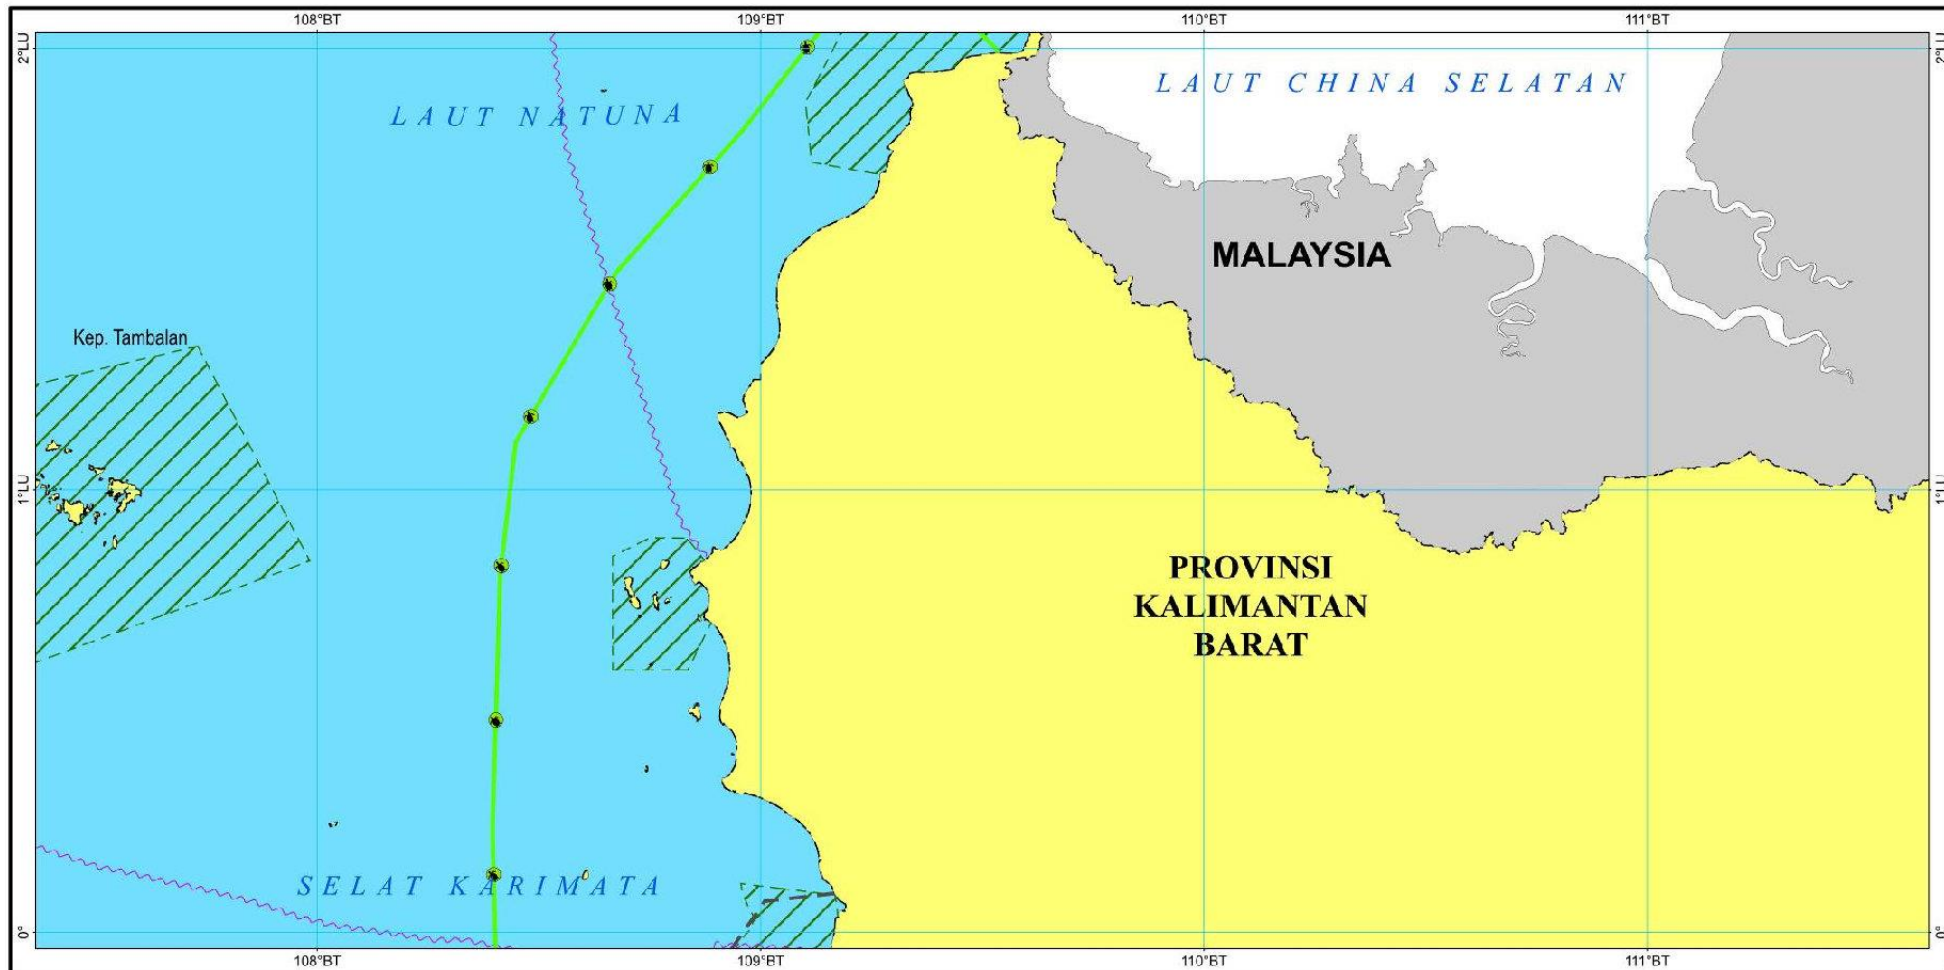 108°BT
109°BT
110°BT
111°BT
2°LU
2°LU
LAUT NATUNA
LAUT CHINA SELATAN
MALAYSIA
Kep. Tambalan
1°LU
1°LU
PROVINSI
KALIMANTAN
BARAT
SELAT KARIMATA
0°
0°
108°BT
109°BT
110°BT
111°BT